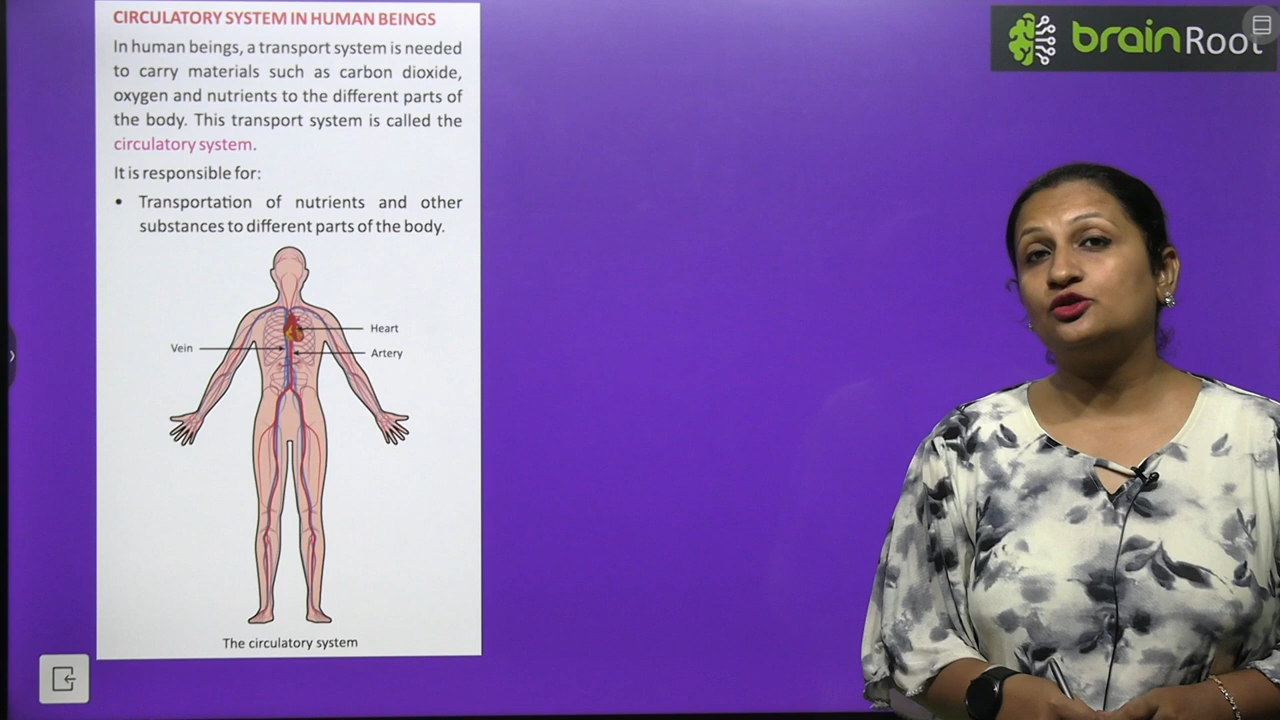 CIRCULATORY SYSTEM IN HUMAN BEINGS
In human beings, a transport system is needed
to carry materials such as carbon dioxide,
oxygen and nutrients to the different parts of
the body. This transport system is called the
circulatory system.
It is responsible for:
• Transportation of nutrients and other
substances to different parts of the body.
Heart
Vein
Artery
The circulatory system
brainRoot